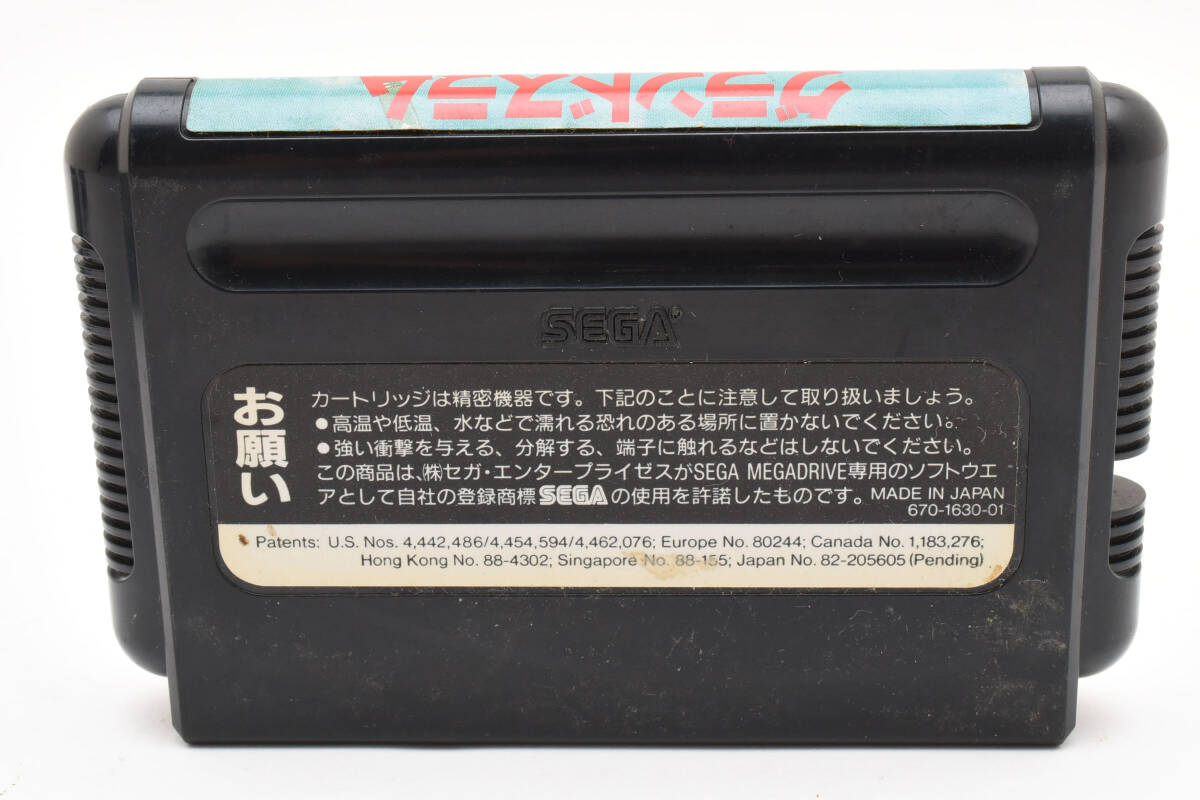 グランドスラム
SEGA
お願い
カートリッジは精密機器です。下記のことに注意して取り扱いましょう。
●高温や低温、水などで濡れる恐れのある場所に置かないでください。
●強い衝撃を与える、分解する、端子に触れるなどはしないでください。
この商品は、㈱セガ・エンタープライゼスがSEGA MEGADRIVE専用のソフトウエ
アとして自社の登録商標SEGAの使用を許諾したものです。MADE IN JAPAN
670-1630-01
Patents: U.S. Nos. 4,442,486/4,454,594/4,462,076; Europe No. 80244; Canada No. 1,183,276;
Hong Kong No. 88-4302; Singapore No. 88-155; Japan No. 82-205605 (Pending)